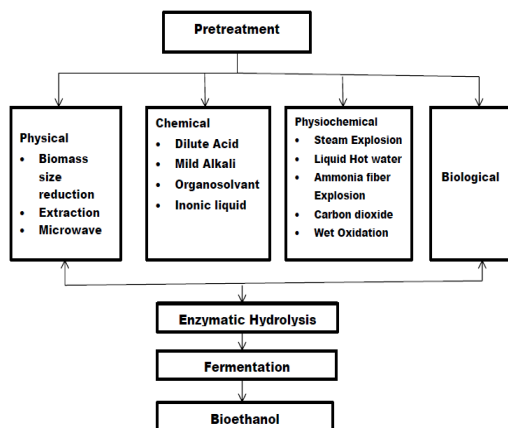 Pretreatment
Physical
• Biomass
size
reduction
• Extraction
• Microwave
Chemical
• Dilute Acid
• Mild Alkali
• Organosolvant
• Inonic liquid
Physiochemical
• Steam Explosion
• Liquid Hot water
• Ammonia fiber
Explosion
• Carbon dioxide
• Wet Oxidation
Biological
Enzymatic Hydrolysis
Fermentation
Bioethanol